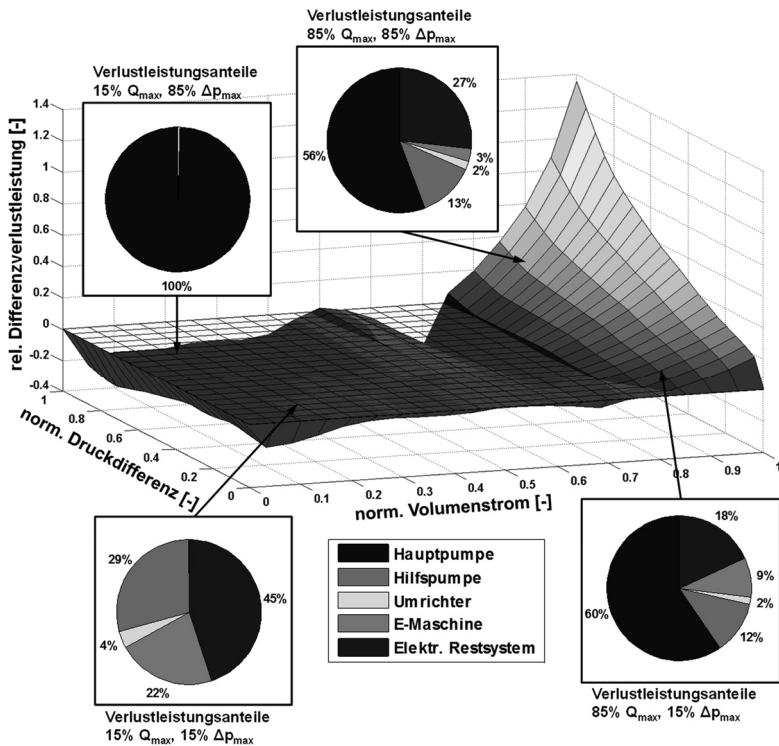 Verlustleistungsanteile
85% Qmax, 85% Δpmax
27%
3%
2%
13%
56%
Verlustleistungsanteile
15% Qmax, 85% Δpmax
100%
rel. Differenzverlustleistung [-]
1.4
1.2
1
0.8
0.6
0.4
0.2
0
-0.2
-0.4
norm. Druckdifferenz [-]
1
0.8
0.6
0.4
0.2
0
0
0.1
0.2
0.3
0.4
0.5
0.6
0.7
0.8
0.9
1
norm. Volumenstrom [-]
29%
45%
4%
22%
Verlustleistungsanteile
15% Qmax, 15% Δpmax
Hauptpumpe
Hilfspumpe
Umrichter
E-Maschine
Elektr. Restsystem
18%
9%
2%
12%
60%
Verlustleistungsanteile
85% Qmax, 15% Δpmax